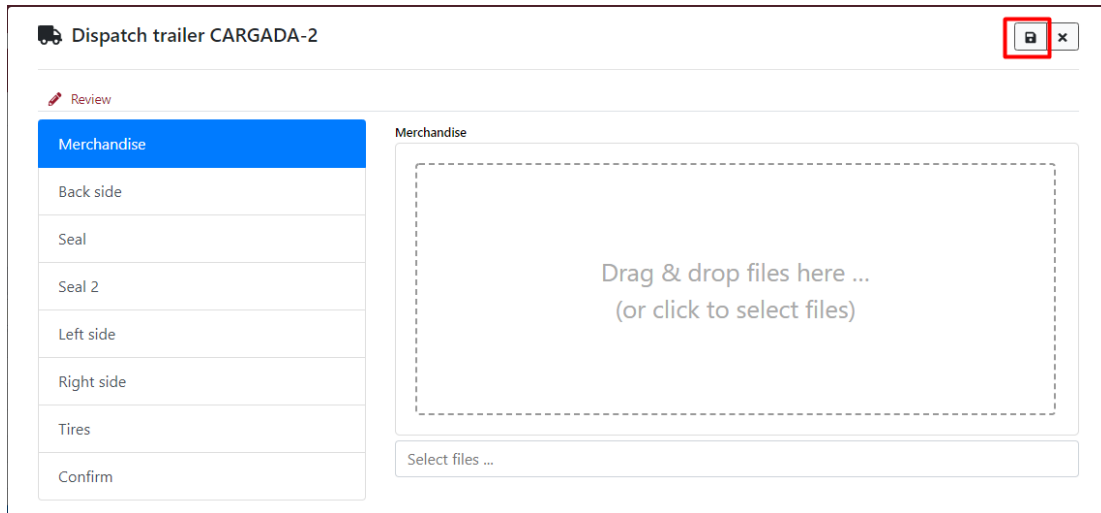 Dispatch trailer CARGADA-2
Review
Merchandise
Back side
Seal
Seal 2
Left side
Right side
Tires
Confirm
Merchandise
Drag & drop files here ...
(or click to select files)
Select files ...